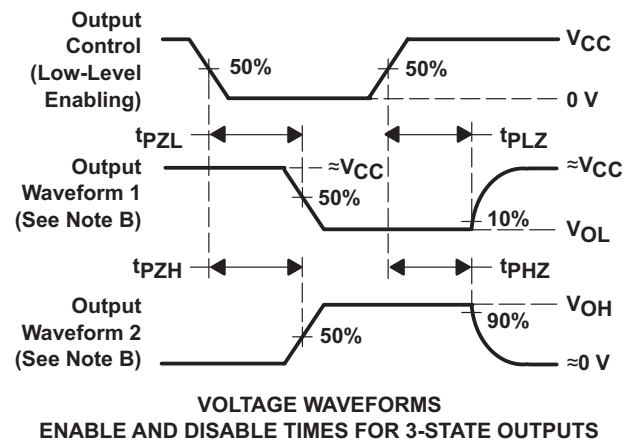 Output
Control
(Low-Level
Enabling)
50%
50%
VCC
0 V
tPZL
tPLZ
Output
Waveform 1
(See Note B)
≈VCC
50%
≈VCC
10%
VOL
tPZH
tPHZ
Output
Waveform 2
(See Note B)
50%
VOH
90%
≈0 V
VOLTAGE WAVEFORMS
ENABLE AND DISABLE TIMES FOR 3-STATE OUTPUTS